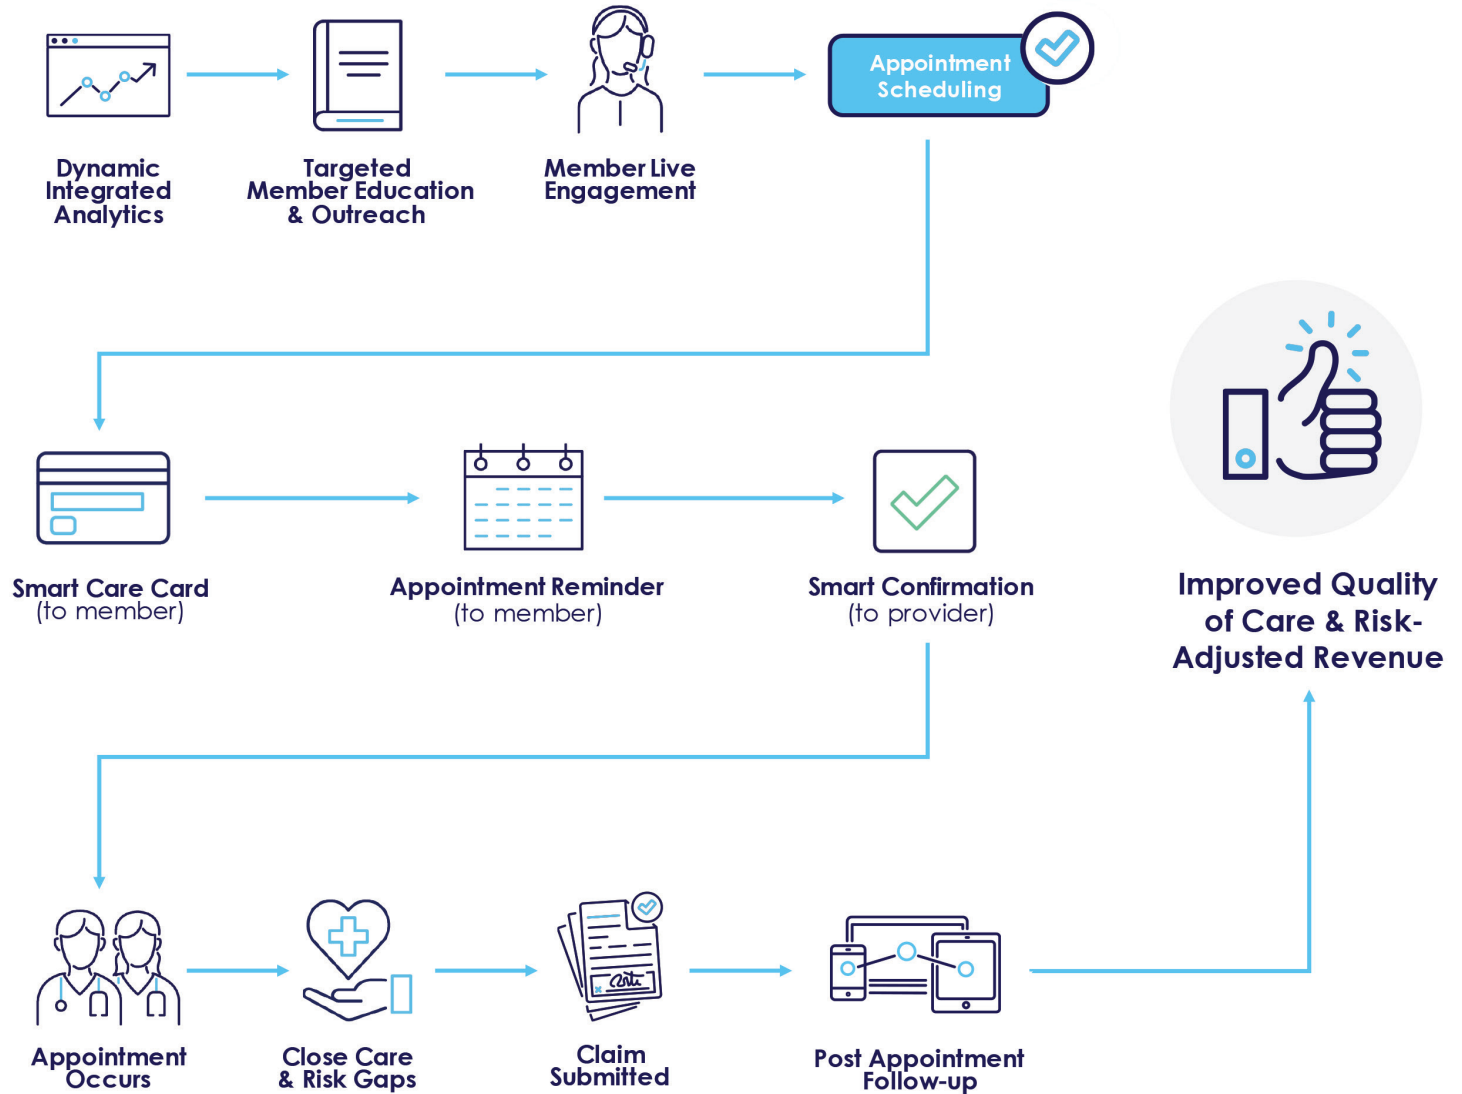 Appointment
Scheduling
Dynamic
Integrated
Analytics
Targeted
Member Education
& Outreach
Member Live
Engagement
Smart Care Card
(to member)
Appointment Reminder
(to member)
Smart Confirmation
(to provider)
Improved Quality
of Care & Risk-
Adjusted Revenue
Appointment
Occurs
Close Care
& Risk Gaps
Claim
Submitted
Post Appointment
Follow-up